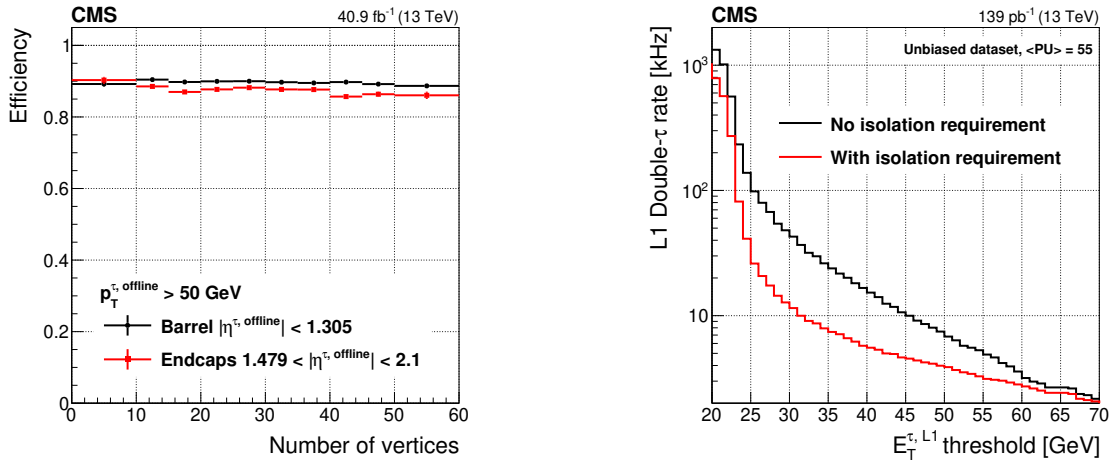 CMS 40.9 fb⁻¹ (13 TeV)
Efficiency
1
0.8
0.6
0.4
0.2
0
p_T^{τ, offline} > 50 GeV
Barrel |η^{τ, offline}| < 1.305
Endcaps 1.479 < |η^{τ, offline}| < 2.1
0 10 20 30 40 50 60
Number of vertices
CMS 139 pb⁻¹ (13 TeV)
L1 Double-τ rate [kHz]
Unbiased dataset, <PU> = 55
10³
No isolation requirement
With isolation requirement
10²
10
20 25 30 35 40 45 50 55 60 65 70
E_T^{τ, L1} threshold [GeV]